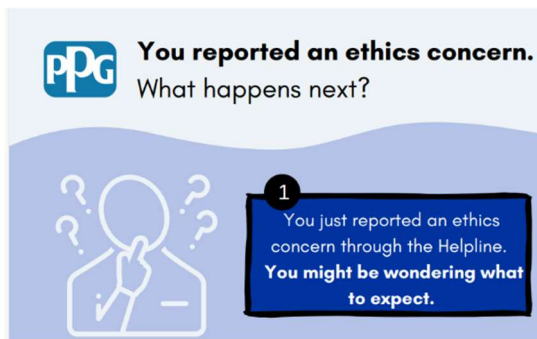 PPG
You reported an ethics concern.
What happens next?
1
You just reported an ethics
concern through the Helpline.
You might be wondering what
to expect.